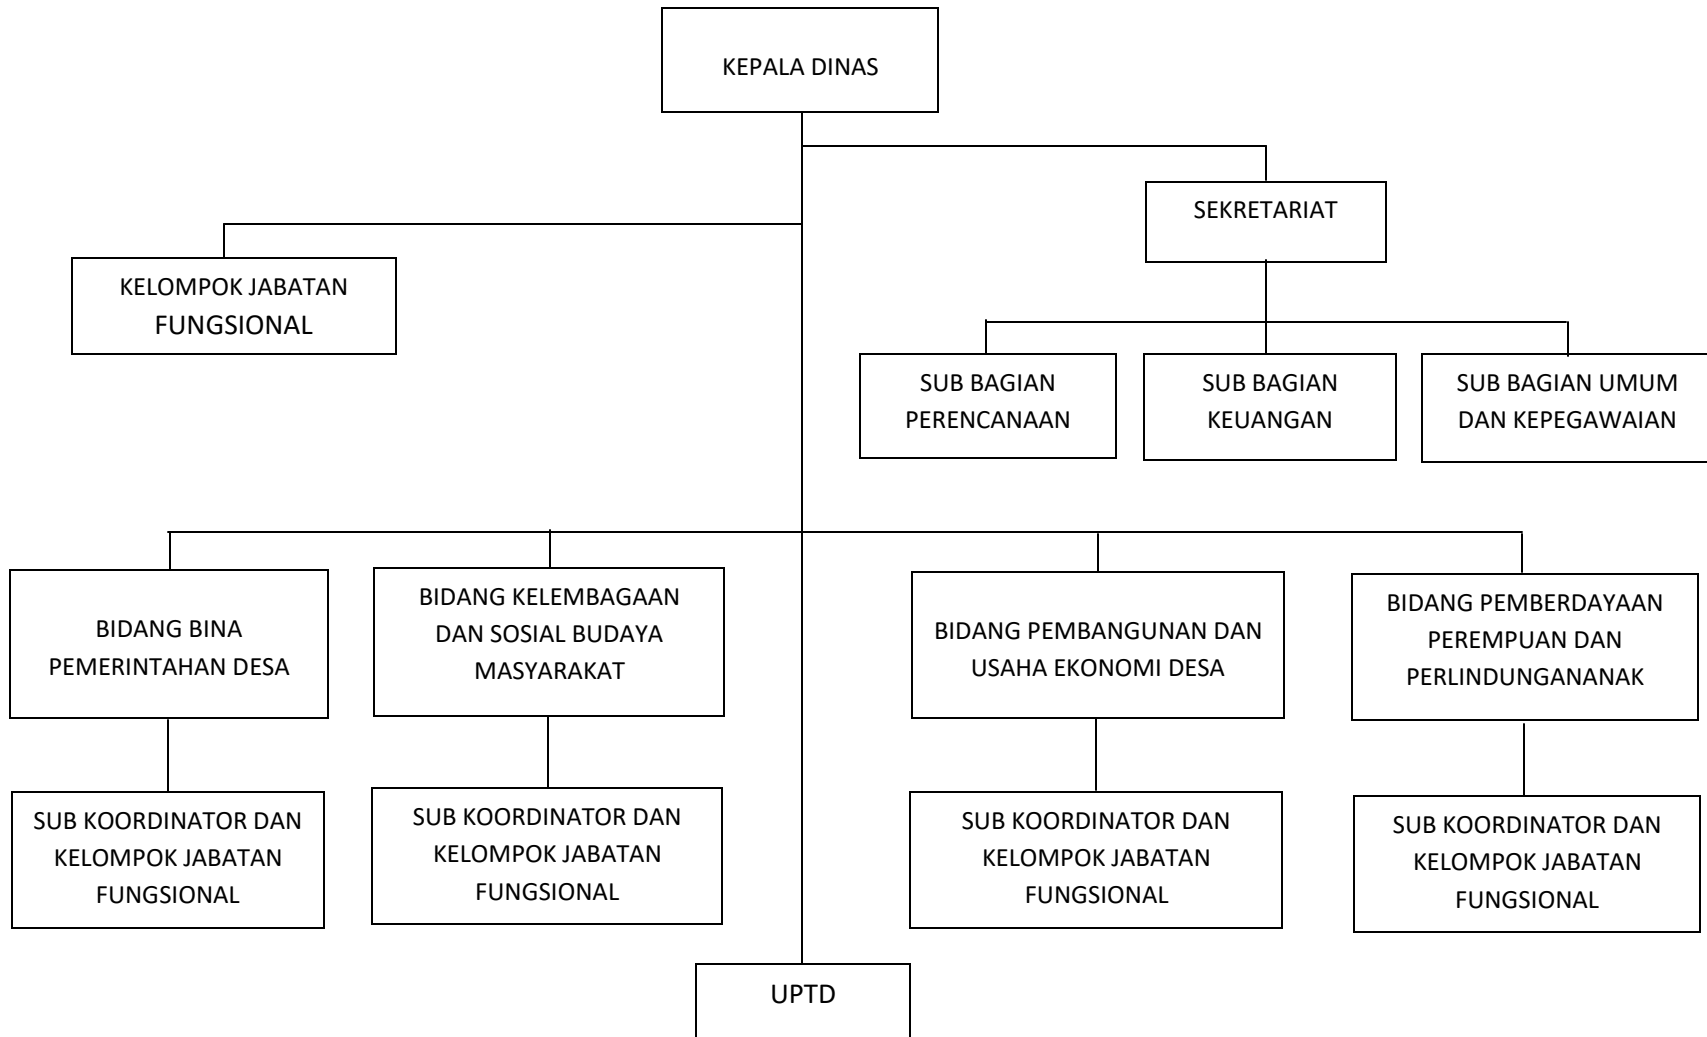 KEPALA DINAS
SEKRETARIAT
KELOMPOK JABATAN
FUNGSIONAL
SUB BAGIAN
PERENCANAAN
SUB BAGIAN
KEUANGAN
SUB BAGIAN UMUM
DAN KEPEGAWAIAN
BIDANG BINA
PEMERINTAHAN DESA
BIDANG KELEMBAGAAN
DAN SOSIAL BUDAYA
MASYARAKAT
BIDANG PEMBANGUNAN DAN
USAHA EKONOMI DESA
BIDANG PEMBERDAYAAN
PEREMPUAN DAN
PERLINDUNGANANAK
SUB KOORDINATOR DAN
KELOMPOK JABATAN
FUNGSIONAL
SUB KOORDINATOR DAN
KELOMPOK JABATAN
FUNGSIONAL
SUB KOORDINATOR DAN
KELOMPOK JABATAN
FUNGSIONAL
SUB KOORDINATOR DAN
KELOMPOK JABATAN
FUNGSIONAL
UPTD